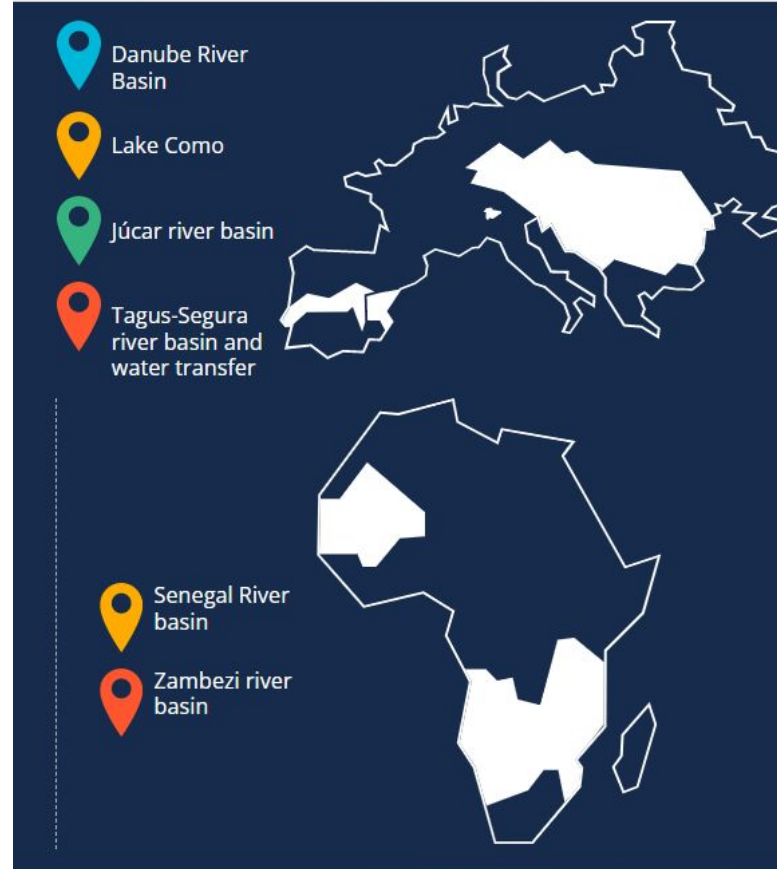 Danube River
Basin
Lake Como
Júcar river basin
Tagus-Segura
river basin and
water transfer
Senegal River
basin
Zambezi river
basin